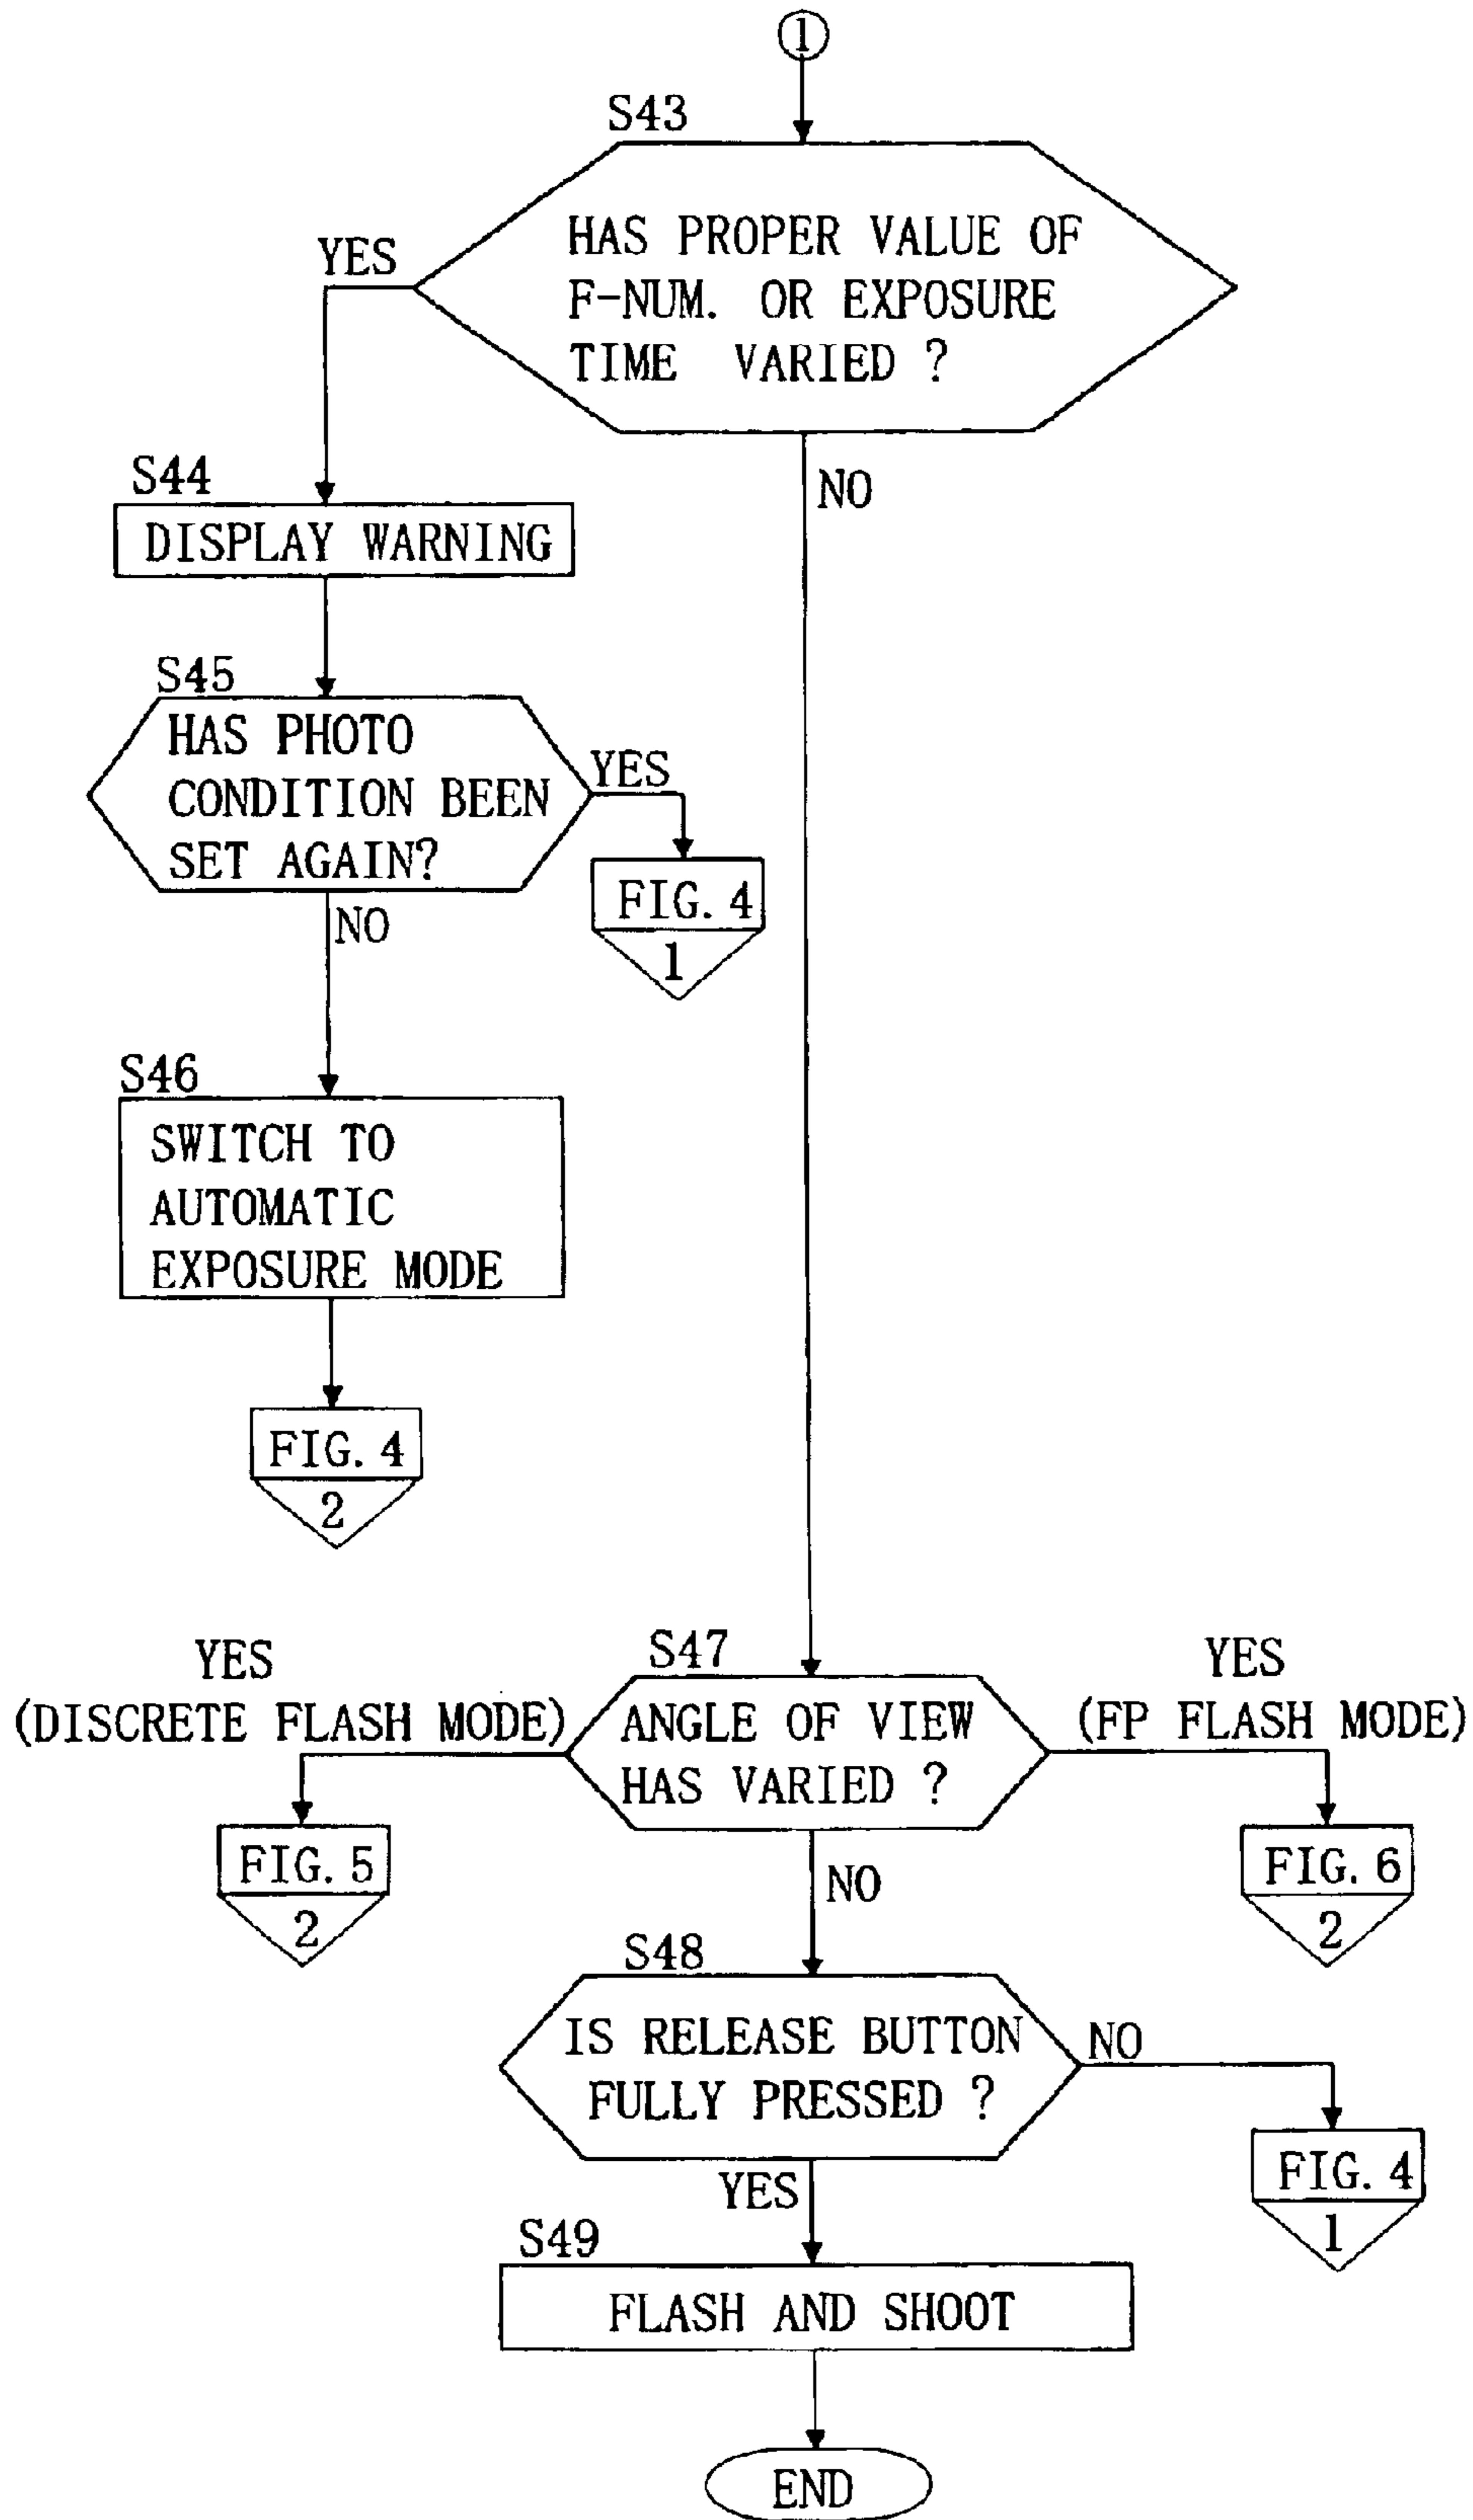 1
S43
HAS PROPER VALUE OF
F-NUM. OR EXPOSURE
TIME VARIED ?
YES
NO
S44
DISPLAY WARNING
S45
HAS PHOTO
CONDITION BEEN
SET AGAIN?
YES
FIG. 4
1
NO
S46
SWITCH TO
AUTOMATIC
EXPOSURE MODE
FIG. 4
2
S47
ANGLE OF VIEW
HAS VARIED ?
YES
(DISCRETE FLASH MODE)
FIG. 5
2
YES
(FP FLASH MODE)
FIG. 6
2
NO
S48
IS RELEASE BUTTON
FULLY PRESSED ?
NO
FIG. 4
1
YES
S49
FLASH AND SHOOT
END